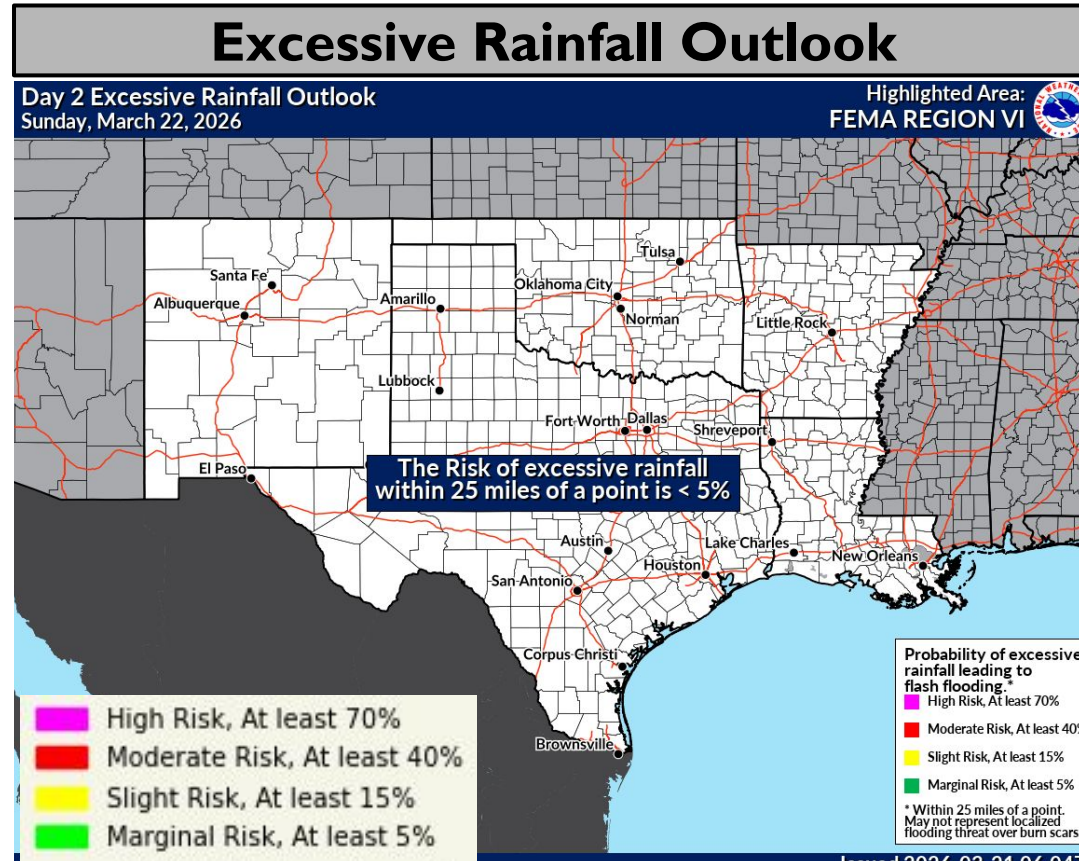 Excessive Rainfall Outlook
Day 2 Excessive Rainfall Outlook
Sunday, March 22, 2026
Highlighted Area:
FEMA REGION VI
Tulsa
Santa Fe
Oklahoma City
Albuquerque
Amarillo
Norman
Little Rock
Lubbock
Fort Worth
Dallas
Shreveport
El Paso
The Risk of excessive rainfall
within 25 miles of a point is < 5%
Austin
Lake Charles
New Orleans
Houston
San Antonio
Corpus Christi
Brownsville
High Risk, At least 70%
Moderate Risk, At least 40%
Slight Risk, At least 15%
Marginal Risk, At least 5%
Probability of excessive
rainfall leading to
flash flooding.*
High Risk, At least 70%
Moderate Risk, At least 40%
Slight Risk, At least 15%
Marginal Risk, At least 5%
* Within 25 miles of a point.
May not represent localized
flooding threat over burn scars